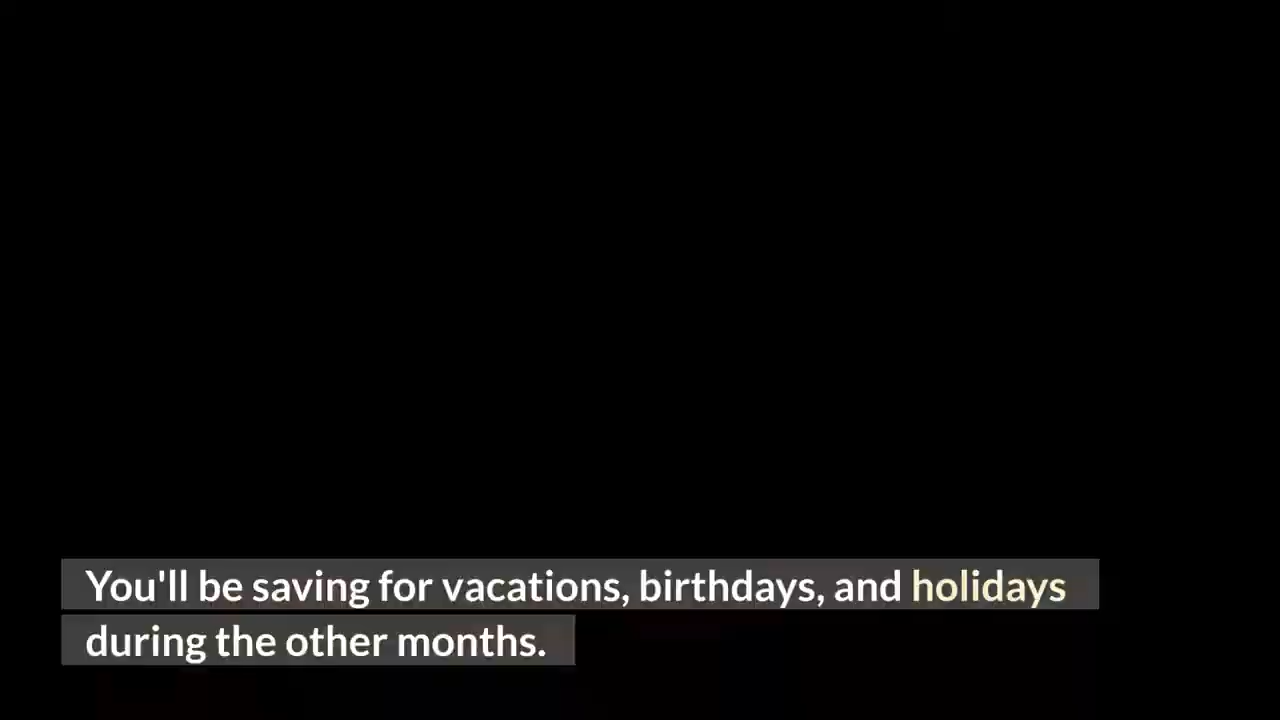 You'll be saving for vacations, birthdays, and holidays
during the other months.